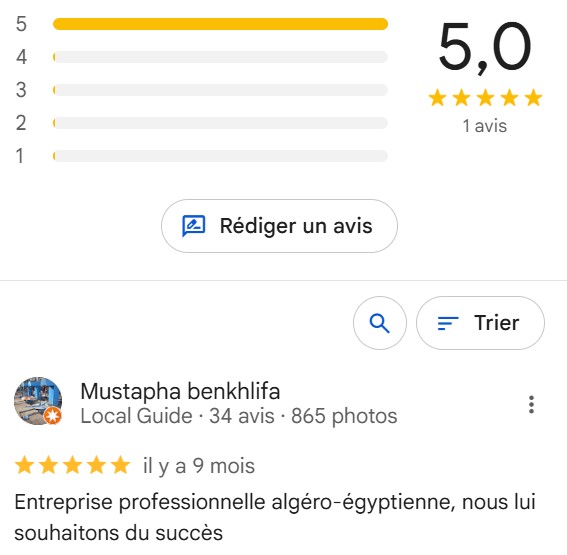 5
4
3
2
1
5,0
1 avis
Rédiger un avis
Trier
Mustapha benkhlifa
Local Guide · 34 avis · 865 photos
il y a 9 mois
Entreprise professionnelle algéro-égyptienne, nous lui
souhaitons du succès